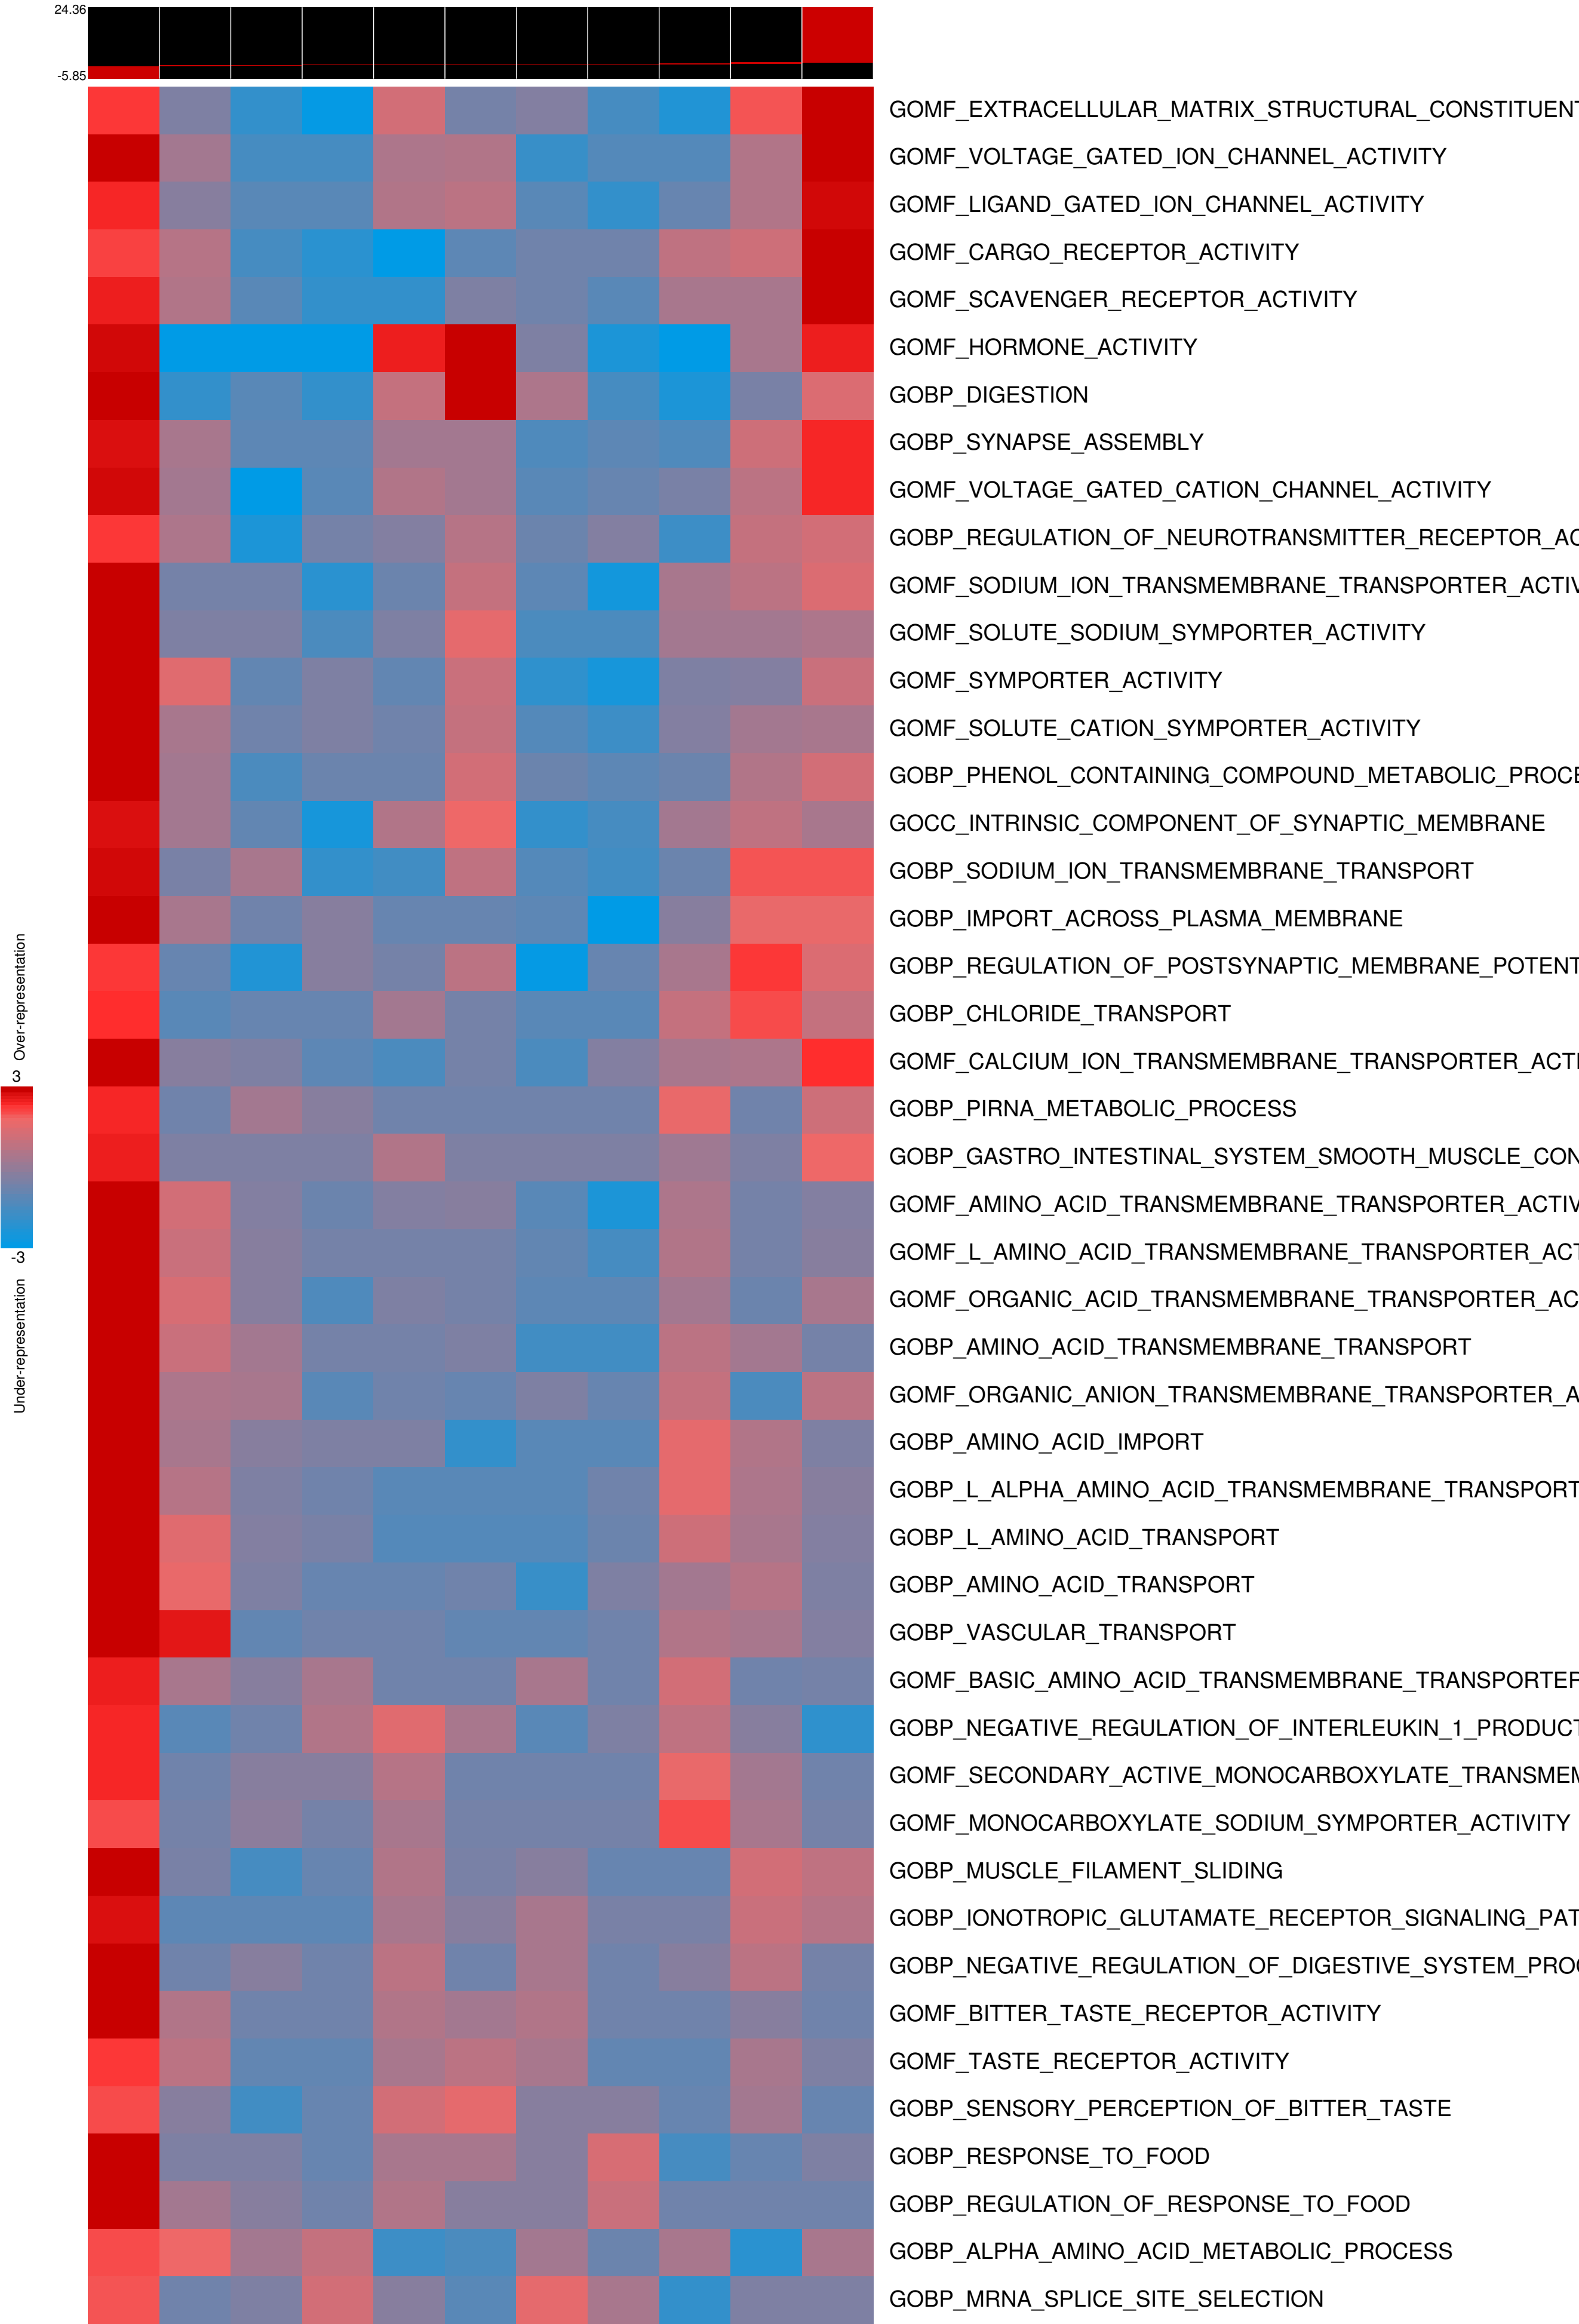 24.36
-5.85
GOMF_EXTRACELLULAR_MATRIX_STRUCTURAL_CONSTITUENT
GOMF_VOLTAGE_GATED_ION_CHANNEL_ACTIVITY
GOMF_LIGAND_GATED_ION_CHANNEL_ACTIVITY
GOMF_CARGO_RECEPTOR_ACTIVITY
GOMF_SCAVENGER_RECEPTOR_ACTIVITY
GOMF_HORMONE_ACTIVITY
GOBP_DIGESTION
GOBP_SYNAPSE_ASSEMBLY
GOMF_VOLTAGE_GATED_CATION_CHANNEL_ACTIVITY
GOBP_REGULATION_OF_NEUROTRANSMITTER_RECEPTOR_AC
GOMF_SODIUM_ION_TRANSMEMBRANE_TRANSPORTER_ACTIV
GOMF_SOLUTE_SODIUM_SYMPORTER_ACTIVITY
GOMF_SYMPORTER_ACTIVITY
GOMF_SOLUTE_CATION_SYMPORTER_ACTIVITY
GOBP_PHENOL_CONTAINING_COMPOUND_METABOLIC_PROCE
GOCC_INTRINSIC_COMPONENT_OF_SYNAPTIC_MEMBRANE
GOBP_SODIUM_ION_TRANSMEMBRANE_TRANSPORT
GOBP_IMPORT_ACROSS_PLASMA_MEMBRANE
GOBP_REGULATION_OF_POSTSYNAPTIC_MEMBRANE_POTENT
GOBP_CHLORIDE_TRANSPORT
GOMF_CALCIUM_ION_TRANSMEMBRANE_TRANSPORTER_ACTI
GOBP_PIRNA_METABOLIC_PROCESS
GOBP_GASTRO_INTESTINAL_SYSTEM_SMOOTH_MUSCLE_CON
GOMF_AMINO_ACID_TRANSMEMBRANE_TRANSPORTER_ACTIV
GOMF_L_AMINO_ACID_TRANSMEMBRANE_TRANSPORTER_ACT
GOMF_ORGANIC_ACID_TRANSMEMBRANE_TRANSPORTER_AC
GOBP_AMINO_ACID_TRANSMEMBRANE_TRANSPORT
GOMF_ORGANIC_ANION_TRANSMEMBRANE_TRANSPORTER_A
GOBP_AMINO_ACID_IMPORT
GOBP_L_ALPHA_AMINO_ACID_TRANSMEMBRANE_TRANSPORT
GOBP_L_AMINO_ACID_TRANSPORT
GOBP_AMINO_ACID_TRANSPORT
GOBP_VASCULAR_TRANSPORT
GOMF_BASIC_AMINO_ACID_TRANSMEMBRANE_TRANSPORTER
GOBP_NEGATIVE_REGULATION_OF_INTERLEUKIN_1_PRODUCT
GOMF_SECONDARY_ACTIVE_MONOCARBOXYLATE_TRANSMEM
GOMF_MONOCARBOXYLATE_SODIUM_SYMPORTER_ACTIVITY
GOBP_MUSCLE_FILAMENT_SLIDING
GOBP_IONOTROPIC_GLUTAMATE_RECEPTOR_SIGNALING_PAT
GOBP_NEGATIVE_REGULATION_OF_DIGESTIVE_SYSTEM_PROC
GOMF_BITTER_TASTE_RECEPTOR_ACTIVITY
GOMF_TASTE_RECEPTOR_ACTIVITY
GOBP_SENSORY_PERCEPTION_OF_BITTER_TASTE
GOBP_RESPONSE_TO_FOOD
GOBP_REGULATION_OF_RESPONSE_TO_FOOD
GOBP_ALPHA_AMINO_ACID_METABOLIC_PROCESS
GOBP_MRNA_SPLICE_SITE_SELECTION
Over-representation
3
-3
Under-representation